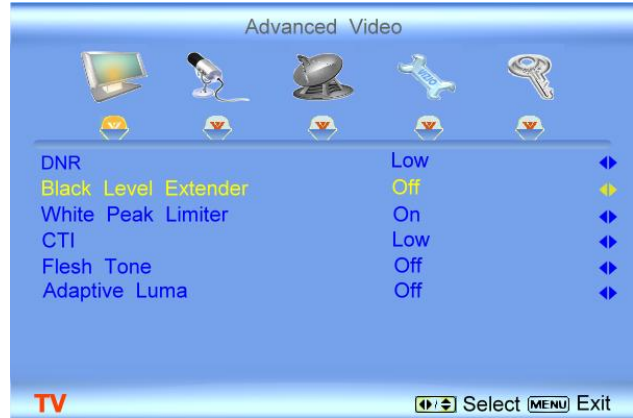 Advanced Video
VIZIO
DNR Low
Black Level Extender Off
White Peak Limiter On
CTI Low
Flesh Tone Off
Adaptive Luma Off
TV Select MENU Exit